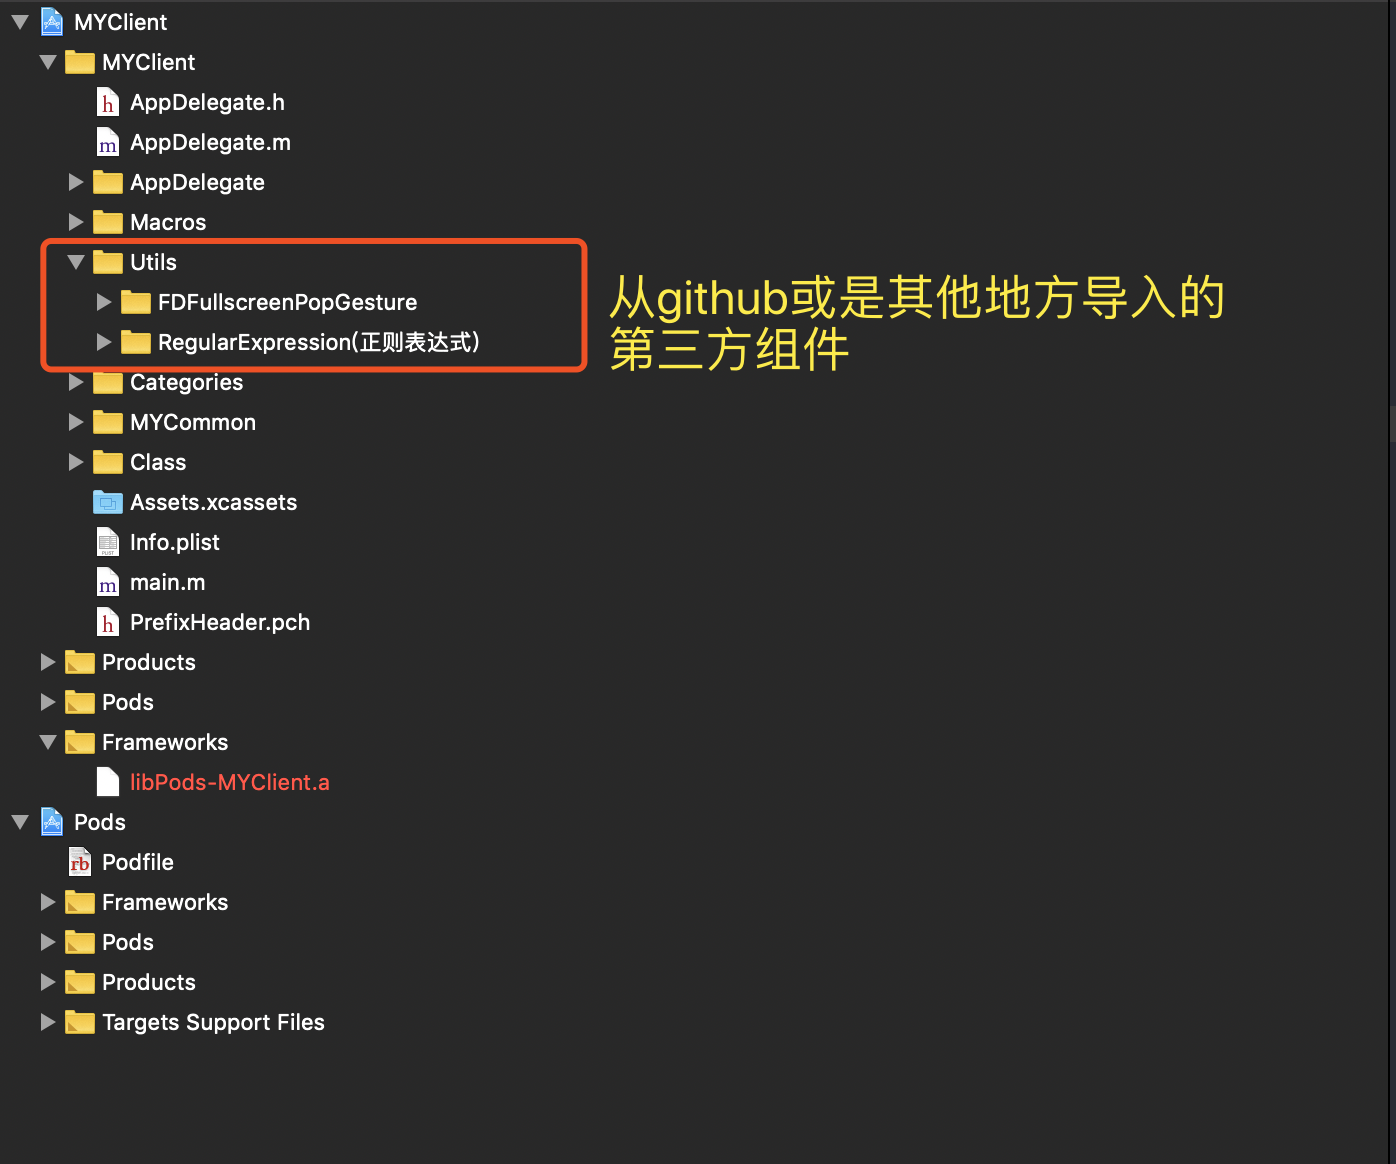 MYClient
MYClient
h AppDelegate.h
m AppDelegate.m
AppDelegate
Macros
Utils
FDFullscreenPopGesture
RegularExpression(正则表达式)
从github或是其他地方导入的
第三方组件
Categories
MYCommon
Class
Assets.xcassets
PLIST Info.plist
m main.m
h PrefixHeader.pch
Products
Pods
Frameworks
libPods-MYClient.a
Pods
rb Podfile
Frameworks
Pods
Products
Targets Support Files